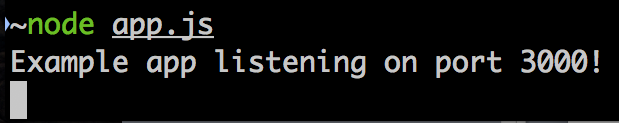 ~node app.js
Example app listening on port 3000!